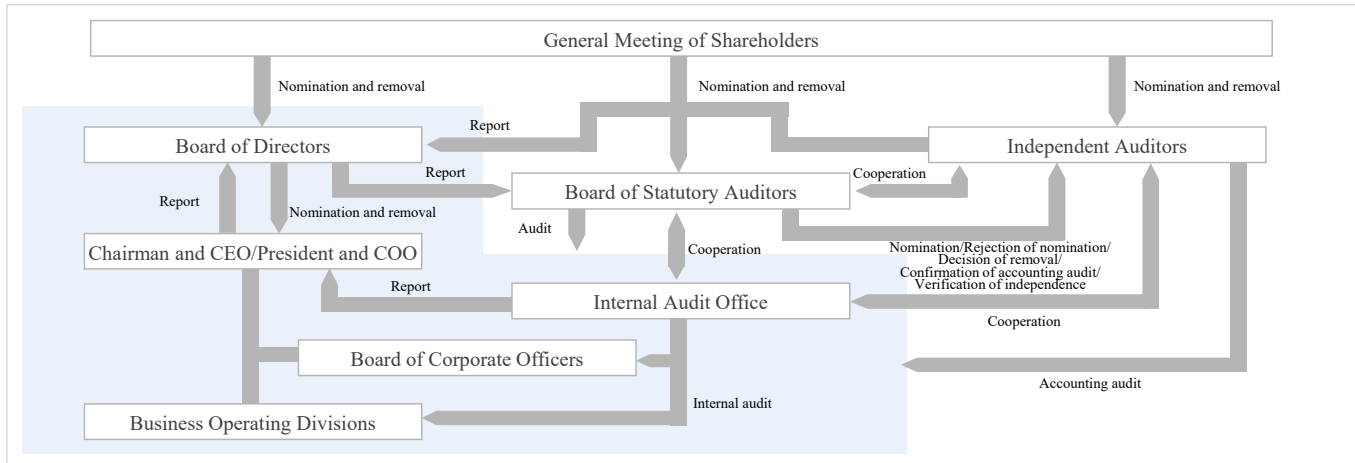 General Meeting of Shareholders
Nomination and removal
Nomination and removal
Nomination and removal
Report
Board of Directors
Independent Auditors
Report
Cooperation
Board of Statutory Auditors
Report
Nomination and removal
Audit
Chairman and CEO/President and COO
Cooperation
Nomination/Rejection of nomination/
Decision of removal/
Confirmation of accounting audit/
Verification of independence
Report
Internal Audit Office
Cooperation
Board of Corporate Officers
Accounting audit
Internal audit
Business Operating Divisions